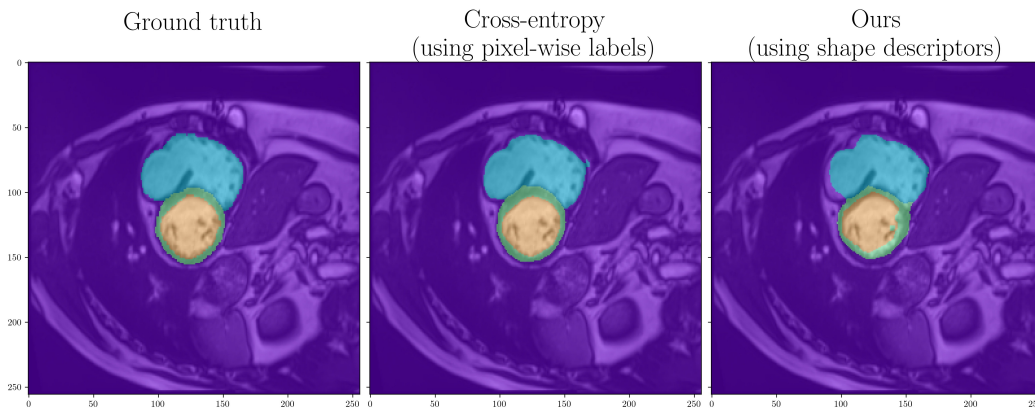 Ground truth
Cross-entropy
(using pixel-wise labels)
Ours
(using shape descriptors)
0
50
100
150
200
250
0 50 100 150 200 250
0 50 100 150 200 250
0 50 100 150 200 250